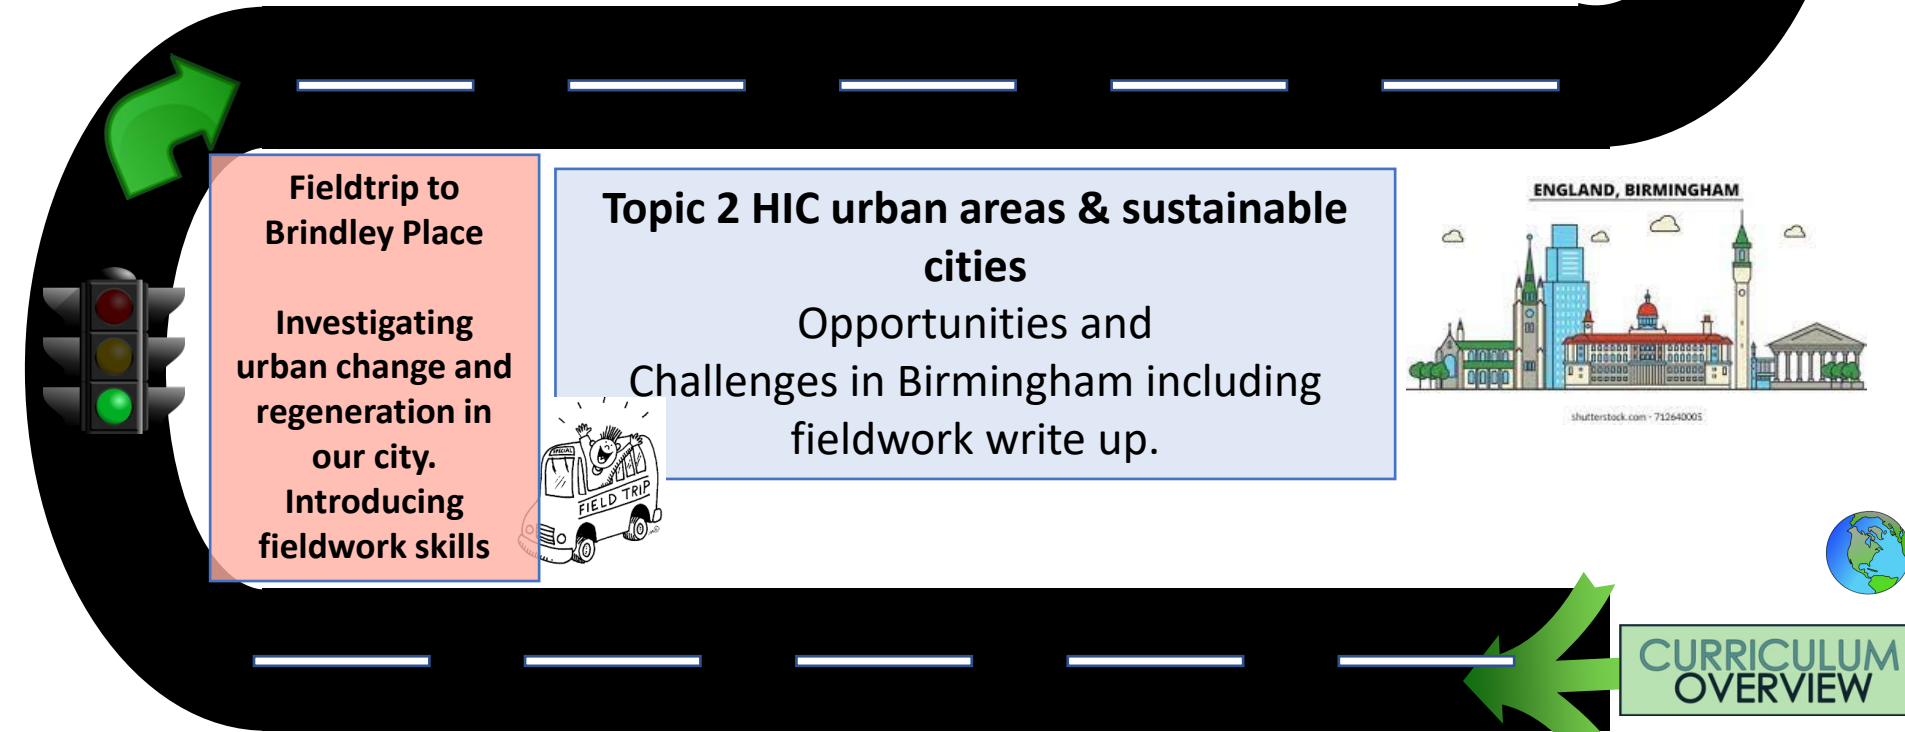 Fieldtrip to
Brindley Place
Investigating
urban change and
regeneration in
our city.
Introducing
fieldwork skills
Topic 2 HIC urban areas & sustainable
cities
Opportunities and
Challenges in Birmingham including
fieldwork write up.
SPECIAL
FIELD TRIP
ENGLAND, BIRMINGHAM
shutterstock.com · 712640005
CURRICULUM
OVERVIEW